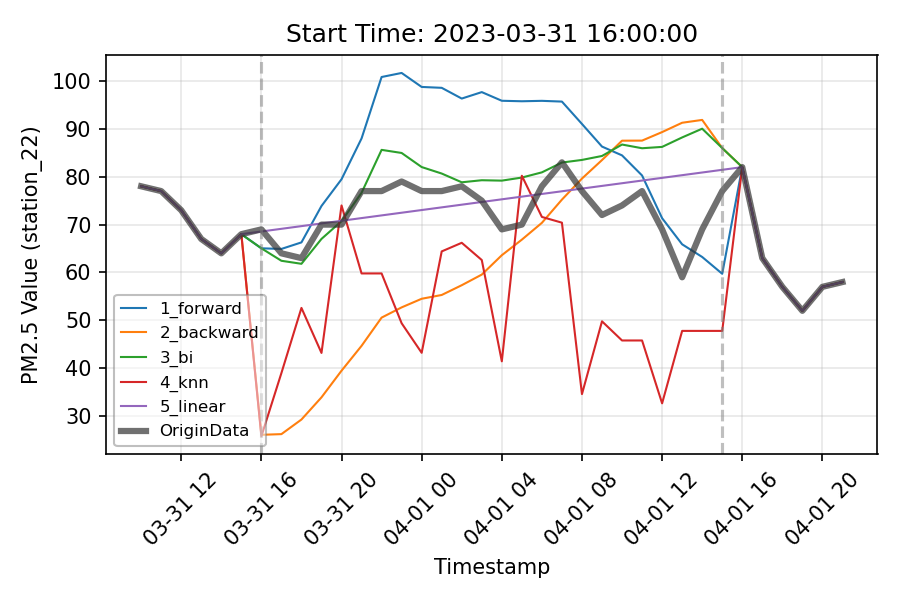 Start Time: 2023-03-31 16:00:00
PM2.5 Value (station_22)
100
90
80
70
60
50
40
30
1_forward
2_backward
3_bi
4_knn
5_linear
OriginData
03-31 12
03-31 16
03-31 20
04-01 00
04-01 04
04-01 08
04-01 12
04-01 16
04-01 20
Timestamp